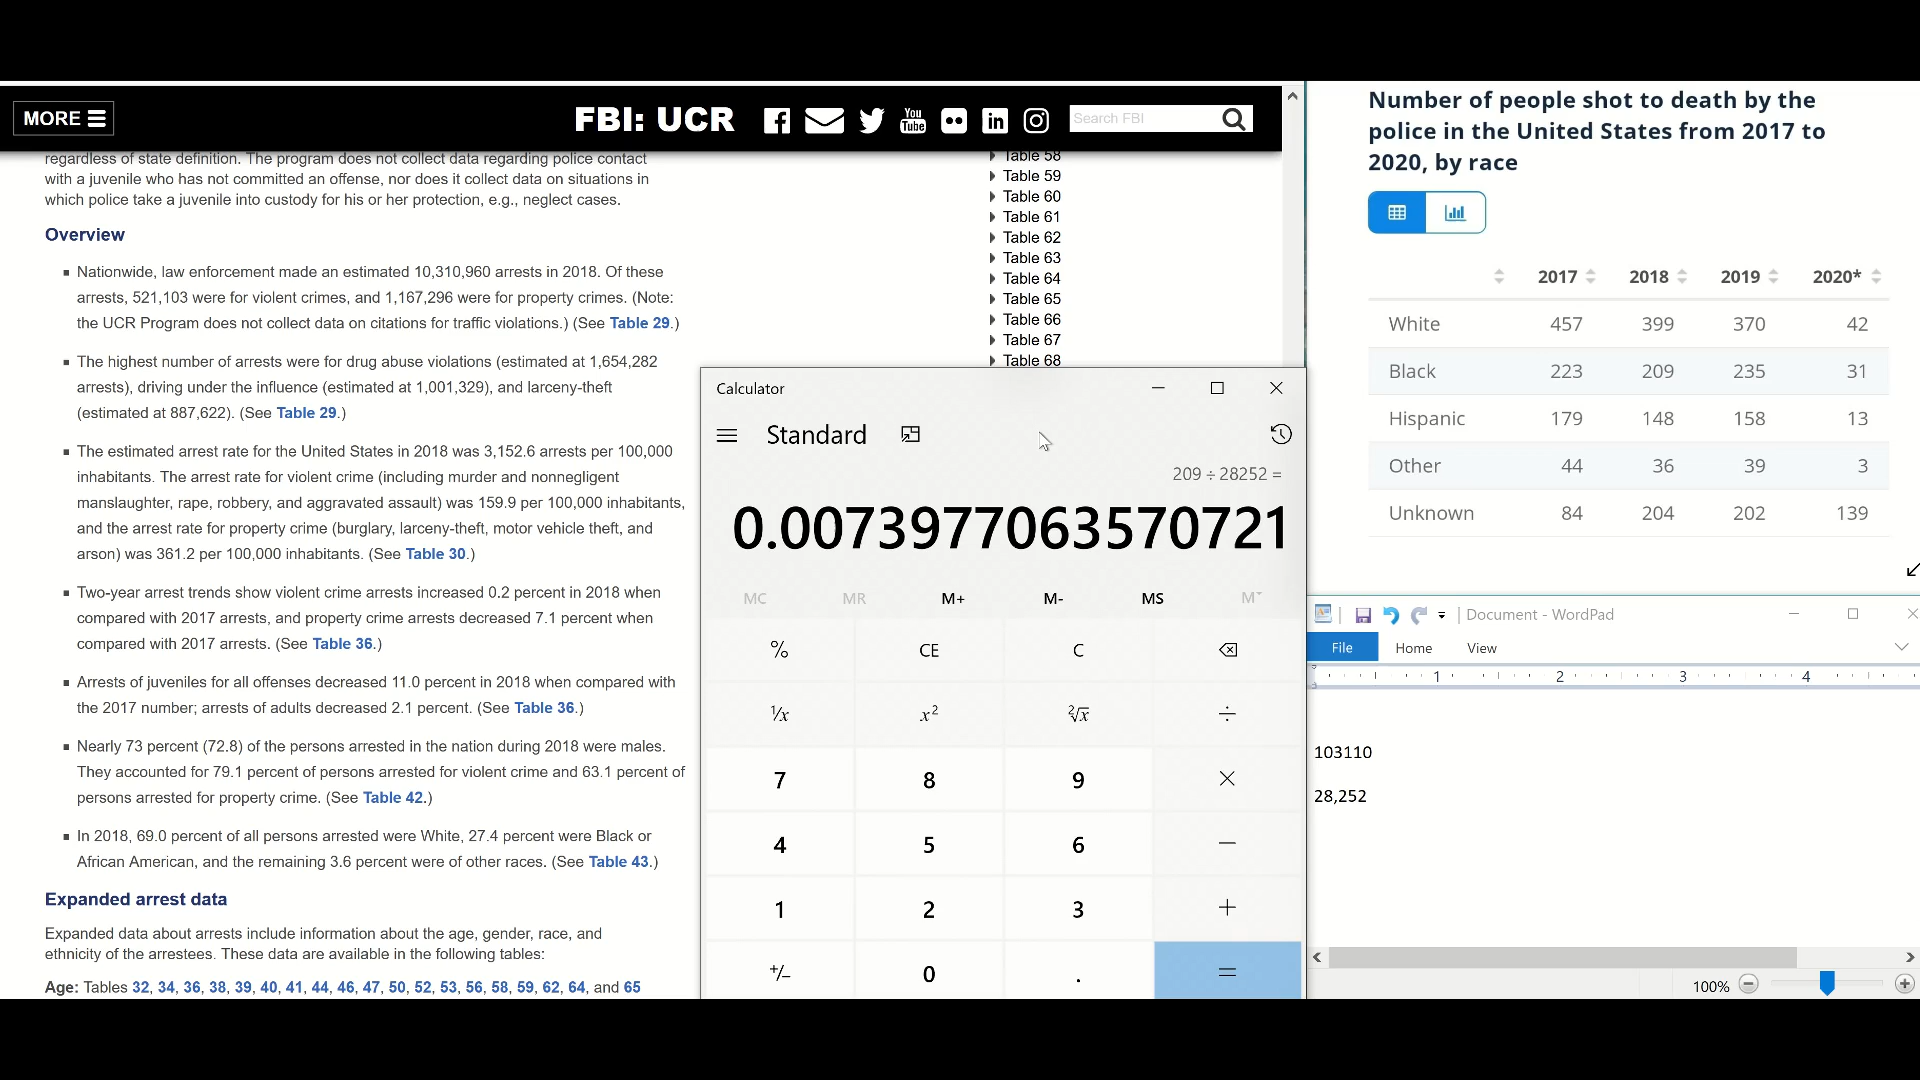 MORE
FBI: UCR
You
Tube
in
Search FBI
regardless of state definition. The program does not collect data regarding police contact
with a juvenile who has not committed an offense, nor does it collect data on situations in
which police take a juvenile into custody for his or her protection, e.g., neglect cases.
Overview
Nationwide, law enforcement made an estimated 10,310,960 arrests in 2018. Of these
arrests, 521,103 were for violent crimes, and 1,167,296 were for property crimes. (Note:
the UCR Program does not collect data on citations for traffic violations.) (See Table 29.)
The highest number of arrests were for drug abuse violations (estimated at 1,654,282
arrests), driving under the influence (estimated at 1,001,329), and larceny-theft
(estimated at 887,622). (See Table 29.)
The estimated arrest rate for the United States in 2018 was 3,152.6 arrests per 100,000
inhabitants. The arrest rate for violent crime (including murder and nonnegligent
manslaughter, rape, robbery, and aggravated assault) was 159.9 per 100,000 inhabitants,
and the arrest rate for property crime (burglary, larceny-theft, motor vehicle theft, and
arson) was 361.2 per 100,000 inhabitants. (See Table 30.)
Two-year arrest trends show violent crime arrests increased 0.2 percent in 2018 when
compared with 2017 arrests, and property crime arrests decreased 7.1 percent when
compared with 2017 arrests. (See Table 36.)
Arrests of juveniles for all offenses decreased 11.0 percent in 2018 when compared with
the 2017 number; arrests of adults decreased 2.1 percent. (See Table 36.)
Nearly 73 percent (72.8) of the persons arrested in the nation during 2018 were males.
They accounted for 79.1 percent of persons arrested for violent crime and 63.1 percent of
persons arrested for property crime. (See Table 42.)
In 2018, 69.0 percent of all persons arrested were White, 27.4 percent were Black or
African American, and the remaining 3.6 percent were of other races. (See Table 43.)
Expanded arrest data
Expanded data about arrests include information about the age, gender, race, and
ethnicity of the arrestees. These data are available in the following tables:
Age: Tables 32, 34, 36, 38, 39, 40, 41, 44, 46, 47, 50, 52, 53, 56, 58, 59, 62, 64, and 65
Table 58
Table 59
Table 60
Table 61
Table 62
Table 63
Table 64
Table 65
Table 66
Table 67
Table 68
Calculator
Standard
209 ÷ 28252 =
0.0073977063570721
MC MR M+ M- MS M˅
% CE C
¹⁄x x² ²√x ÷
7 8 9 ×
4 5 6 −
1 2 3 +
+/− 0 . =
Number of people shot to death by the
police in the United States from 2017 to
2020, by race
2017 2018 2019 2020*
White 457 399 370 42
Black 223 209 235 31
Hispanic 179 148 158 13
Other 44 36 39 3
Unknown 84 204 202 139
Document - WordPad
File Home View
1 2 3 4
103110
28,252
100%